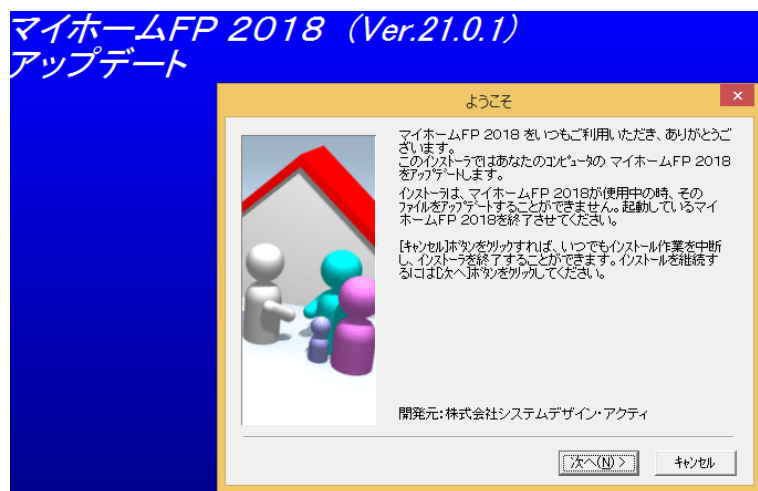 マイホームFP 2018 (Ver.21.0.1)
アップデート
ようこそ
マイホームFP 2018 をいつもご利用いただき、ありがとうご
ざいます。
このインストーラではあなたのコンピュータの マイホームFP 2018
をアップデートします。
インストーラは、マイホームFP 2018が使用中の時、その
ファイルをアップデートすることができません。起動しているマイ
ホームFP 2018を終了させてください。
[キャンセル]ボタンをクリックすれば、いつでもインストール作業を中断
し、インストーラを終了することができます。インストールを継続す
るには[次へ]ボタンをクリックしてください。
開発元:株式会社システムデザイン・アクティ
次へ(N) >
キャンセル